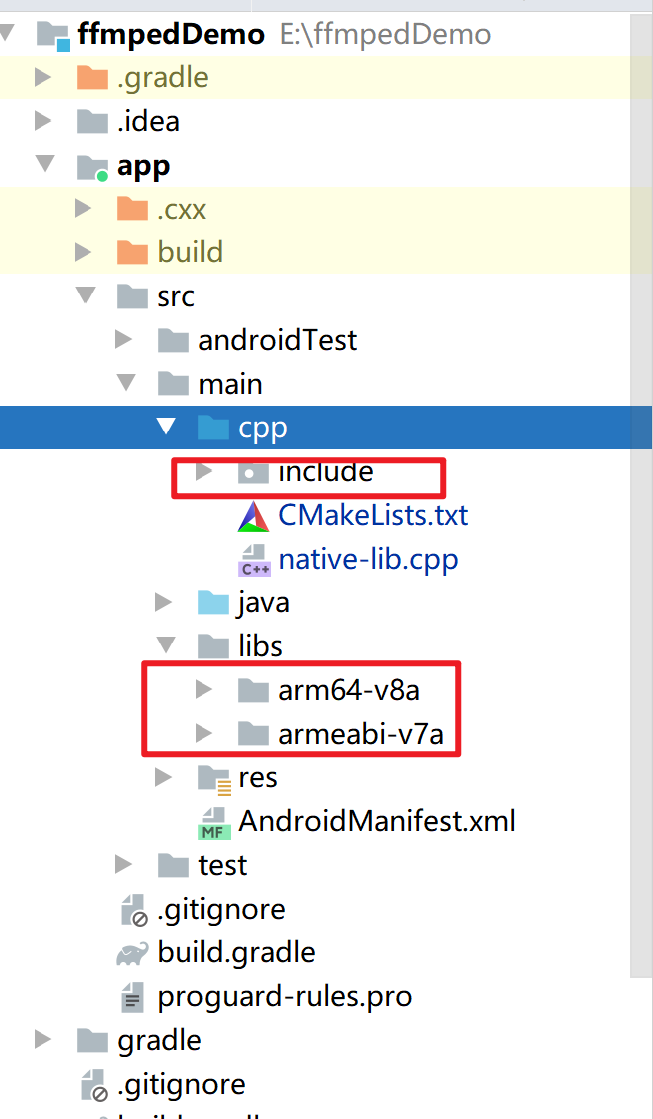 ffmpedDemo E:\ffmpedDemo
.gradle
.idea
app
.cxx
build
src
androidTest
main
cpp
include
CMakeLists.txt
C++ native-lib.cpp
java
libs
arm64-v8a
armeabi-v7a
res
MF AndroidManifest.xml
test
.gitignore
build.gradle
proguard-rules.pro
gradle
.gitignore